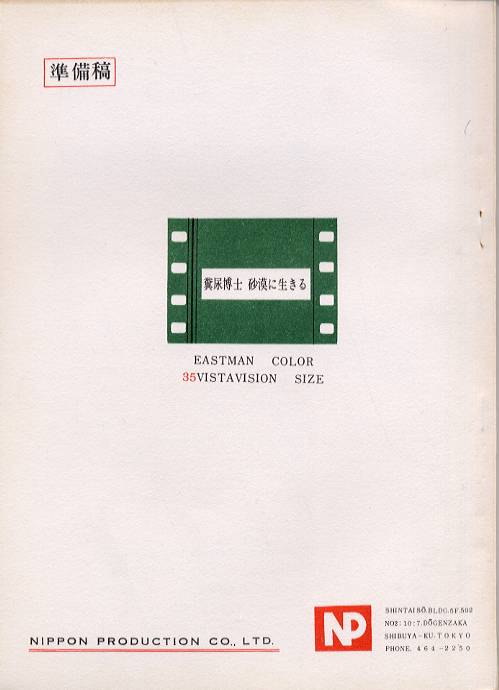 準備稿
糞尿博士 砂漠に生きる
EASTMAN COLOR
35VISTAVISION SIZE
NIPPON PRODUCTION CO., LTD.
NP
SHINTAISŌ.BLDG.5F.502
NO2:10:7.DŌGENZAKA
SHIBUYA-KU.TOKYO
PHONE. 464-2250